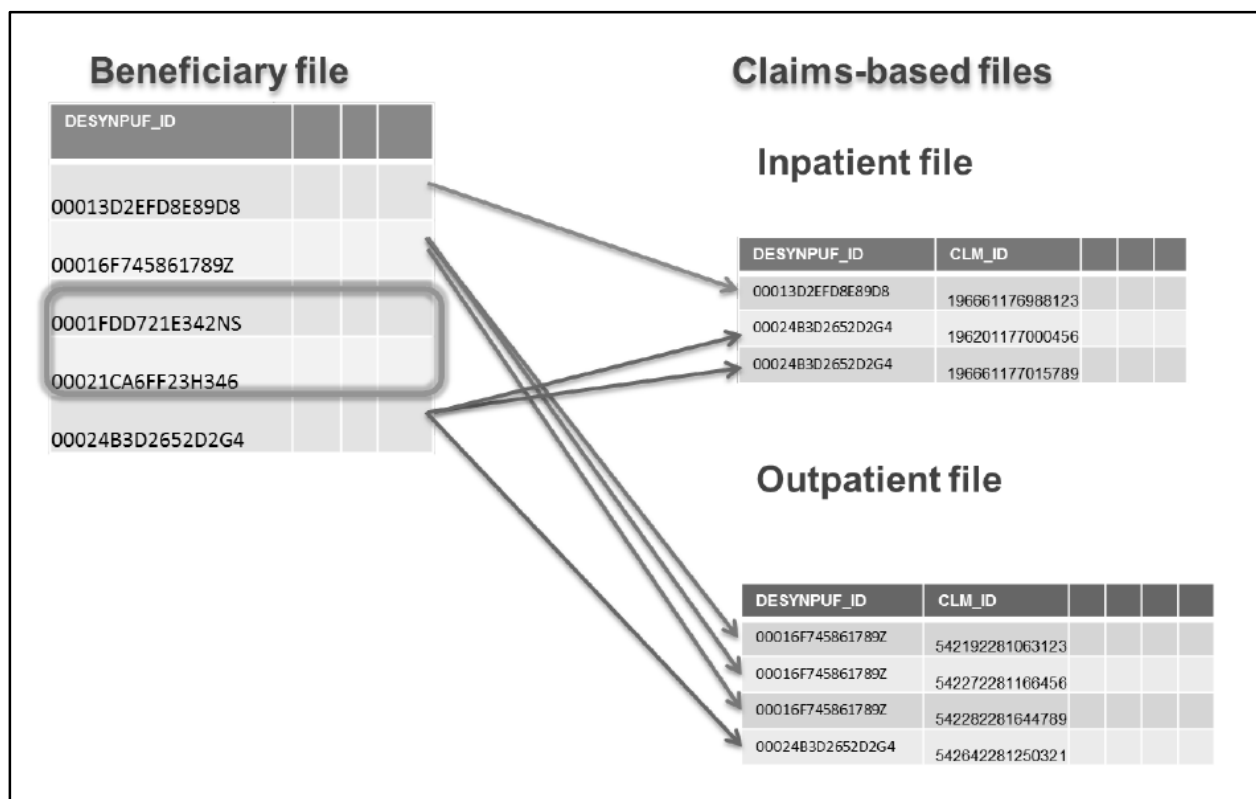 Beneficiary file
DESYNPUF_ID
00013D2EFD8E89D8
00016F745861789Z
0001FDD721E342NS
00021CA6FF23H346
00024B3D2652D2G4
Claims-based files
Inpatient file
DESYNPUF_ID CLM_ID
00013D2EFD8E89D8 196661176988123
00024B3D2652D2G4 196201177000456
00024B3D2652D2G4 196661177015789
Outpatient file
DESYNPUF_ID CLM_ID
00016F745861789Z 542192281063123
00016F745861789Z 542272281166456
00016F745861789Z 542282281644789
00024B3D2652D2G4 542642281250321